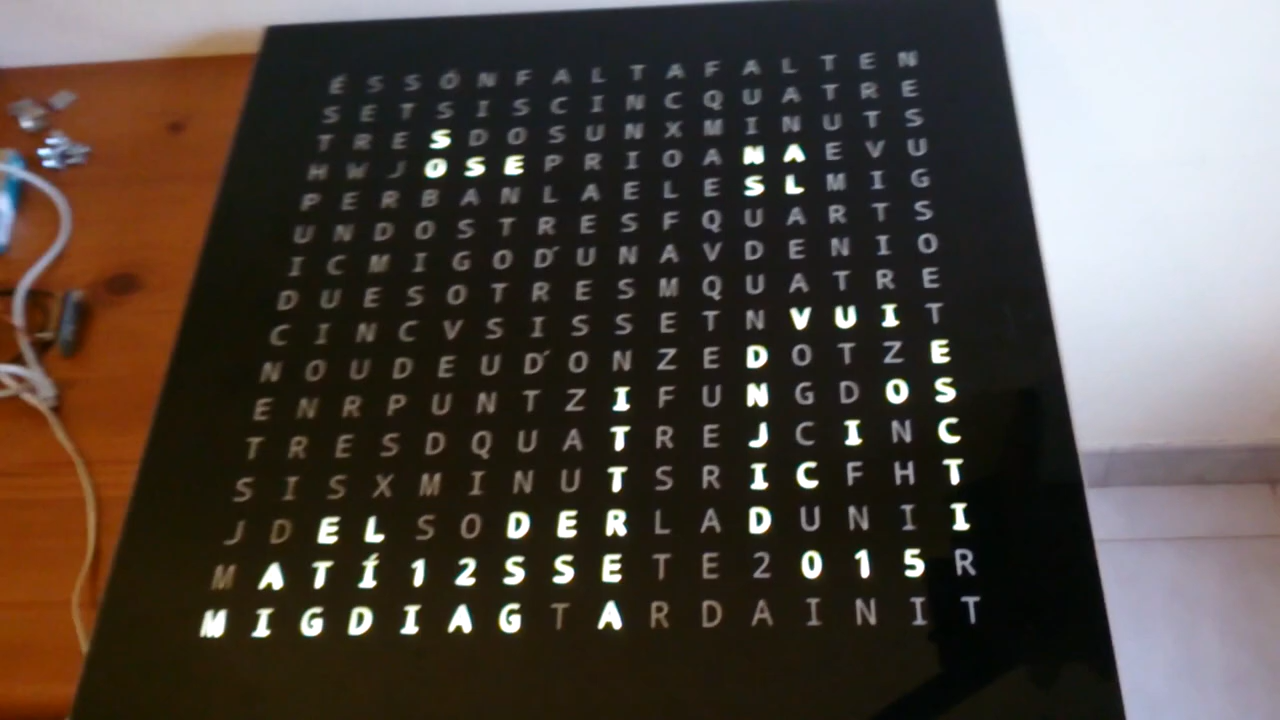 ÉSSÓNFALTAFALTEN
SETSISCINCQUATRE
TRESDOSUNXMINUTS
HWJOSEPRIOANAEVU
PERBANLAELESLMIG
UNDOSTRESFQUARTS
ICMIGOD'UNAVDENIO
DUESOTRESMQUATRE
CINCVSISSETNVUIT
NOUDEUD'ONZEDOTZE
ENRPUNTZIFUNGDOS
TRESDQUATREJCINC
SISXMINUTSRICFHT
JDELSODERLADUNII
MATÍ12SSETE2015R
MIGDIAGTARDAINIT